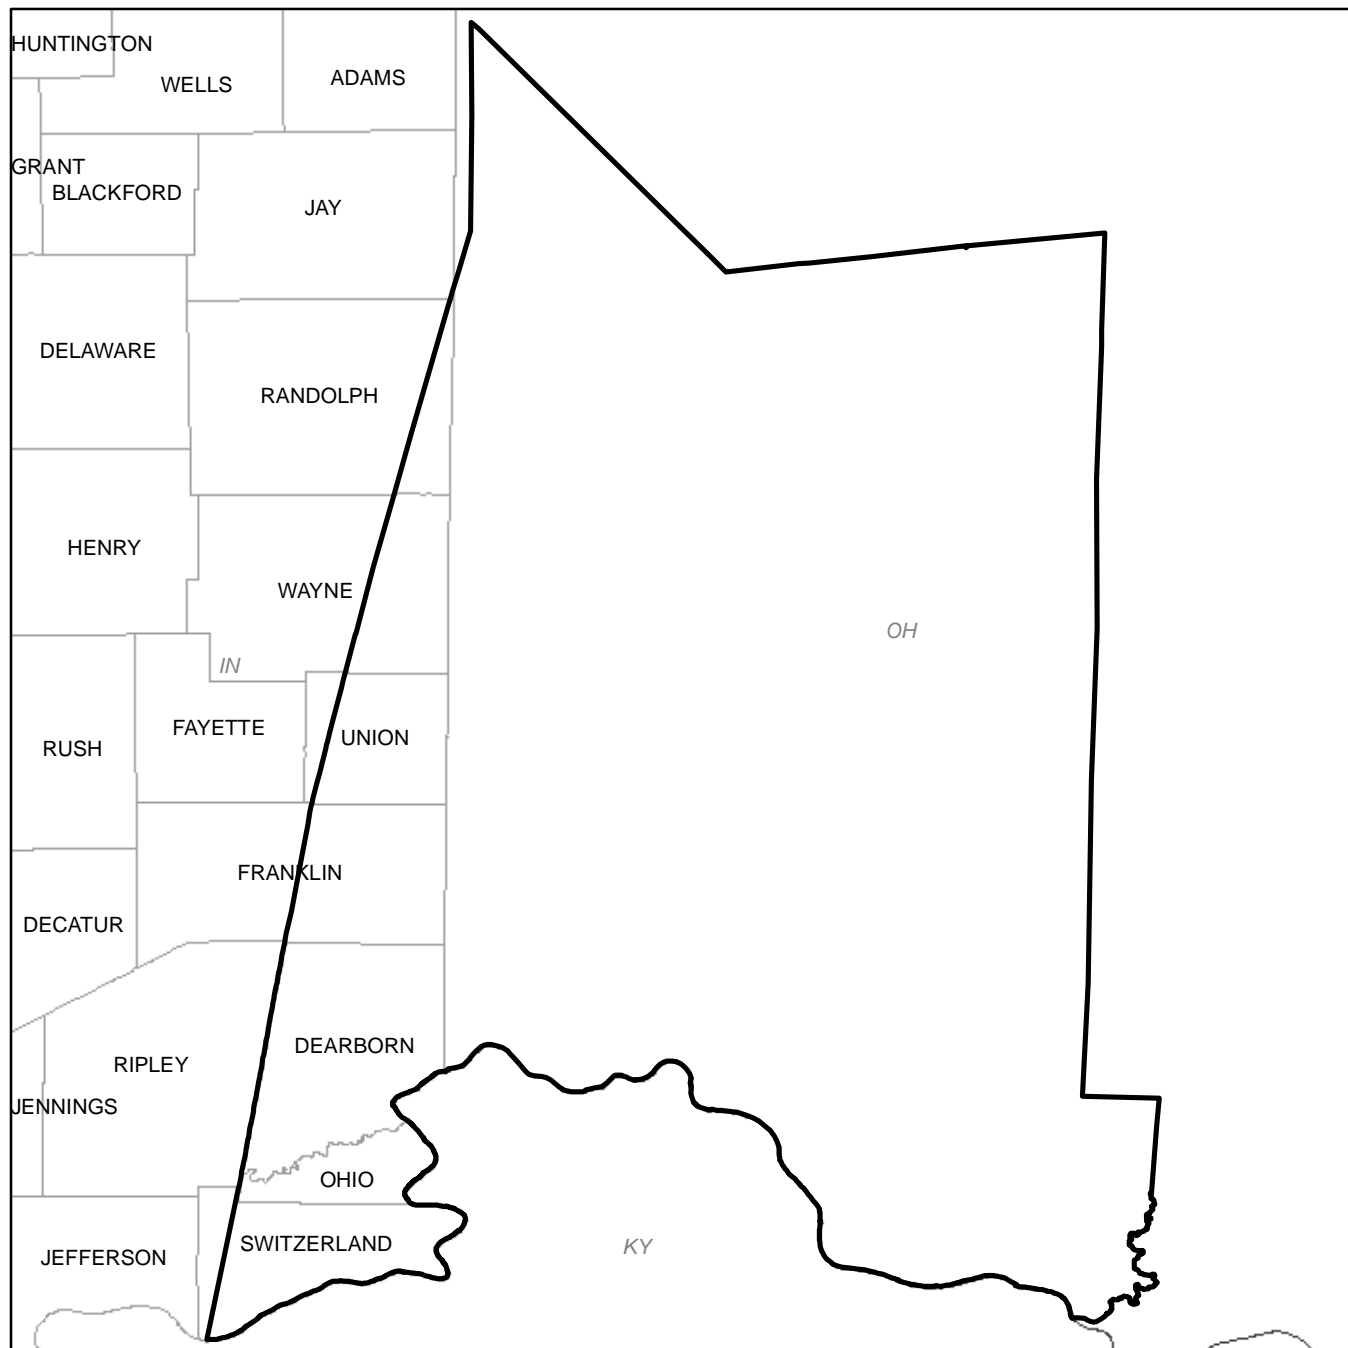 HUNTINGTON
WELLS
ADAMS
GRANT
BLACKFORD
JAY
DELAWARE
RANDOLPH
HENRY
WAYNE
OH
IN
FAYETTE
UNION
RUSH
FRANKLIN
DECATUR
DEARBORN
RIPLEY
JENNINGS
OHIO
SWITZERLAND
KY
JEFFERSON